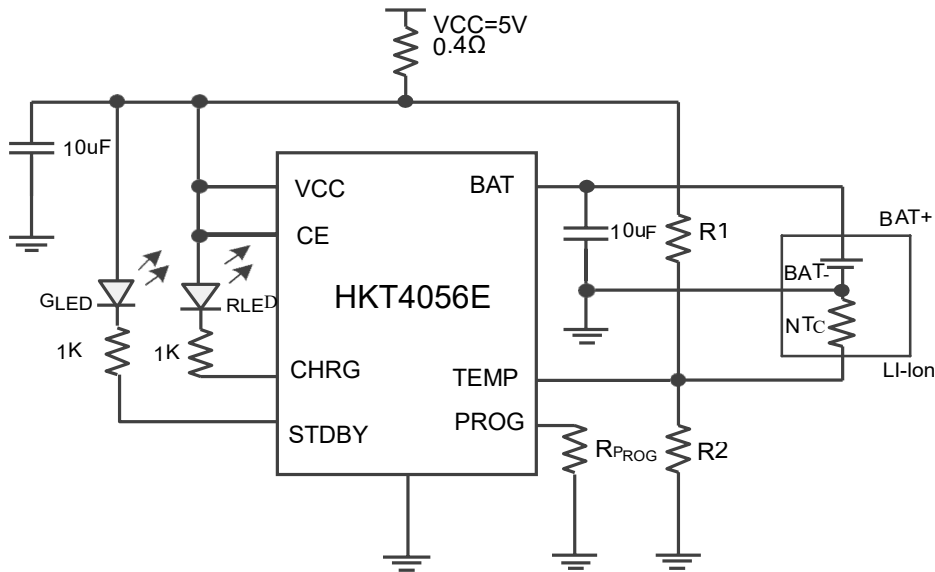 VCC=5V
0.4Ω
10uF
VCC
BAT
BAT+
CE
10uF
R1
BAT-
GLED
RLED
HKT4056E
NTC
1K
1K
CHRG
TEMP
LI-Ion
STDBY
PROG
RPROG
R2